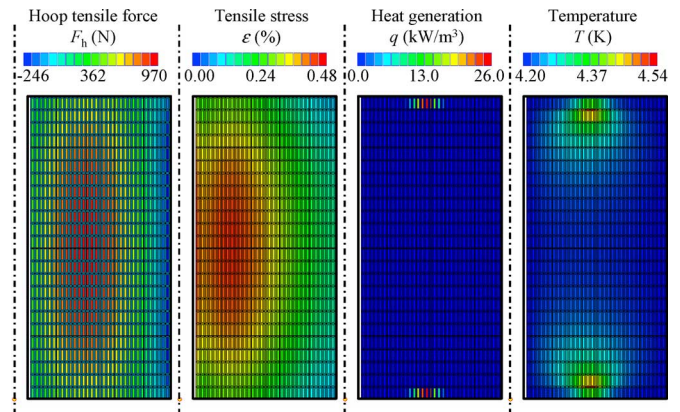 Hoop tensile force
Fh (N)
-246 362 970
Tensile stress
ε (%)
0.00 0.24 0.48
Heat generation
q (kW/m³)
0.0 13.0 26.0
Temperature
T (K)
4.20 4.37 4.54